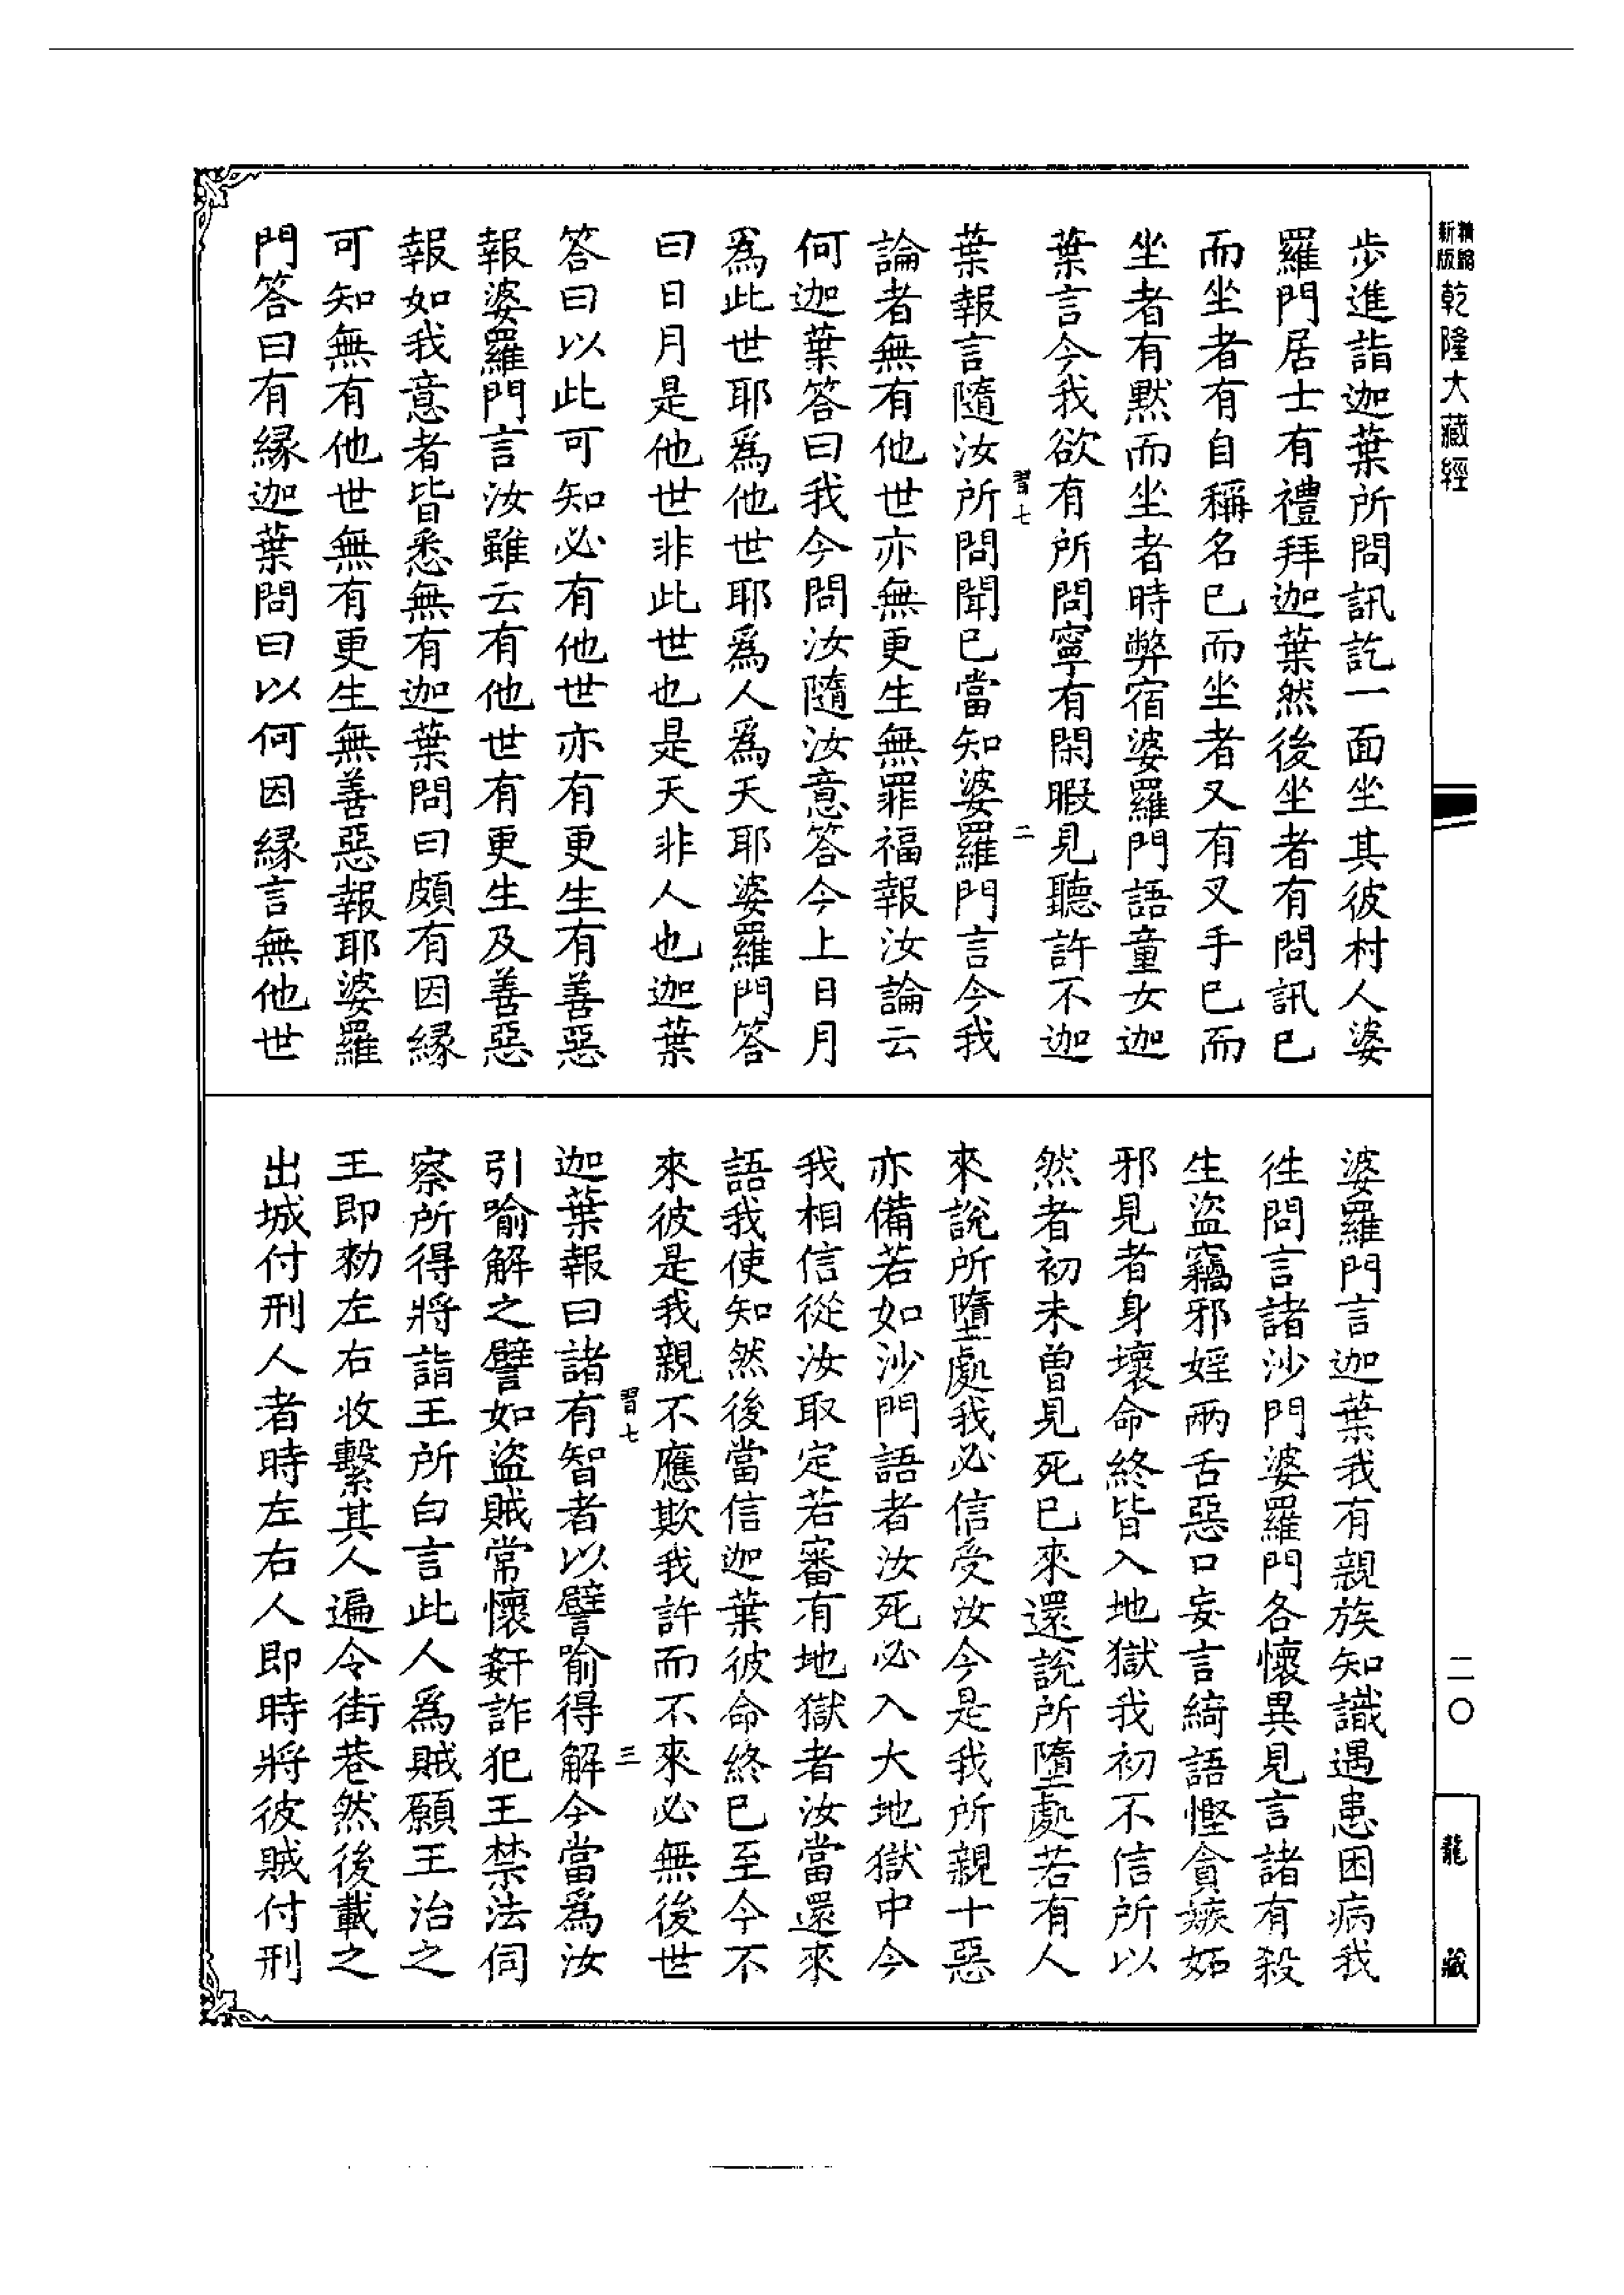 精縮新版乾隆大藏經
步進詣迦葉所問訊訖一面坐其彼村人婆
羅門居士有禮拜迦葉然後坐者有問訊已
而坐者有自稱名已而坐者又有叉手已而
坐者有默而坐者時弊宿婆羅門語童女迦
葉言今我欲有所問寧有閑暇見聽許不迦
習七 二
葉報言隨汝所問聞已當知婆羅門言今我
論者無有他世亦無更生無罪福報汝論云
何迦葉答曰我今問汝隨汝意答今上日月
爲此世耶爲他世耶爲人爲天耶婆羅門答
曰日月是他世非此世也是天非人也迦葉
答曰以此可知必有他世亦有更生有善惡
報婆羅門言汝雖云有他世有更生及善惡
報如我意者皆悉無有迦葉問曰頗有因緣
可知無有他世無有更生無善惡報耶婆羅
門答曰有緣迦葉問曰以何因緣言無他世
婆羅門言迦葉我有親族知識遇患困病我
往問言諸沙門婆羅門各懷異見言諸有殺
生盜竊邪婬兩舌惡口妄言綺語慳貪嫉妬
邪見者身壞命終皆入地獄我初不信所以
然者初未曾見死已來還說所墮處若有人
來說所墮處我必信受汝今是我所親十惡
亦備若如沙門語者汝死必入大地獄中今
我相信從汝取定若審有地獄者汝當還來
語我使知然後當信迦葉彼命終已至今不
來彼是我親不應欺我許而不來必無後世
習七 三
迦葉報曰諸有智者以譬喻得解今當爲汝
引喻解之譬如盜賊常懷姧詐犯王禁法伺
察所得將詣王所白言此人爲賊願王治之
王即勑左右收繫其人遍令街巷然後載之
出城付刑人者時左右人即時將彼賊付刑
二〇
龍藏